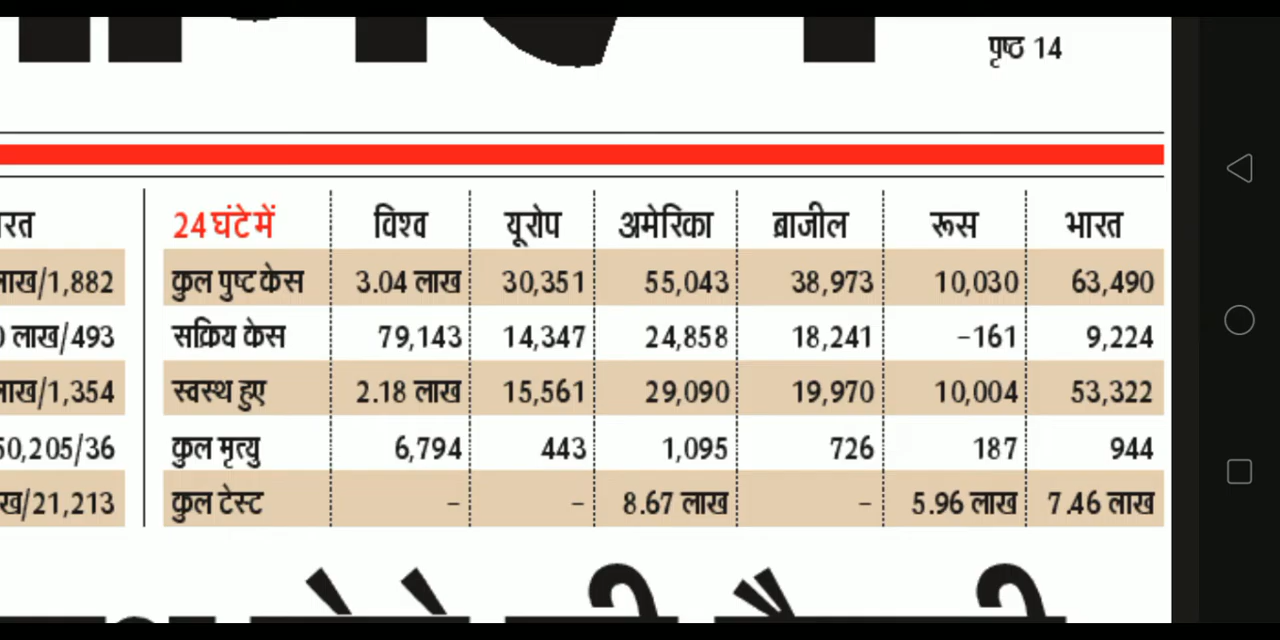 पृष्ठ 14
रत 24 घंटे में विश्व यूरोप अमेरिका ब्राजील रूस भारत
लाख/1,882 कुल पुष्ट केस 3.04 लाख 30,351 55,043 38,973 10,030 63,490
लाख/493 सक्रिय केस 79,143 14,347 24,858 18,241 -161 9,224
लाख/1,354 स्वस्थ हुए 2.18 लाख 15,561 29,090 19,970 10,004 53,322
50,205/36 कुल मृत्यु 6,794 443 1,095 726 187 944
ख/21,213 कुल टेस्ट - - 8.67 लाख - 5.96 लाख 7.46 लाख